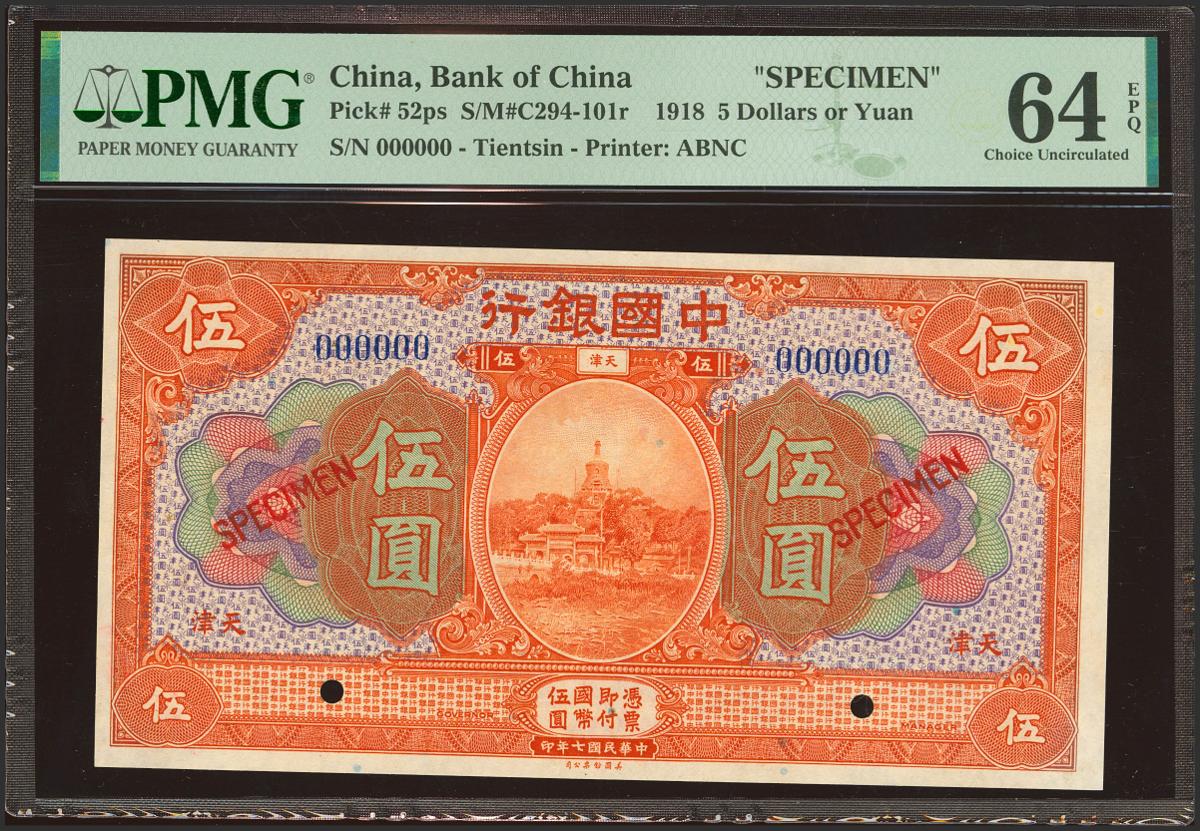 PMG®
PAPER MONEY GUARANTY
China, Bank of China "SPECIMEN"
Pick# 52ps S/M#C294-101r 1918 5 Dollars or Yuan
S/N 000000 - Tientsin - Printer: ABNC
64 EPQ
Choice Uncirculated
行銀國中
伍
伍
000000
000000
伍 津天 伍
伍圓
伍圓
SPECIMEN
SPECIMEN
津天
津天
伍
伍
憑票
即付
國幣
伍圓
GOVERNOR
MANAGER
印年七國民華中